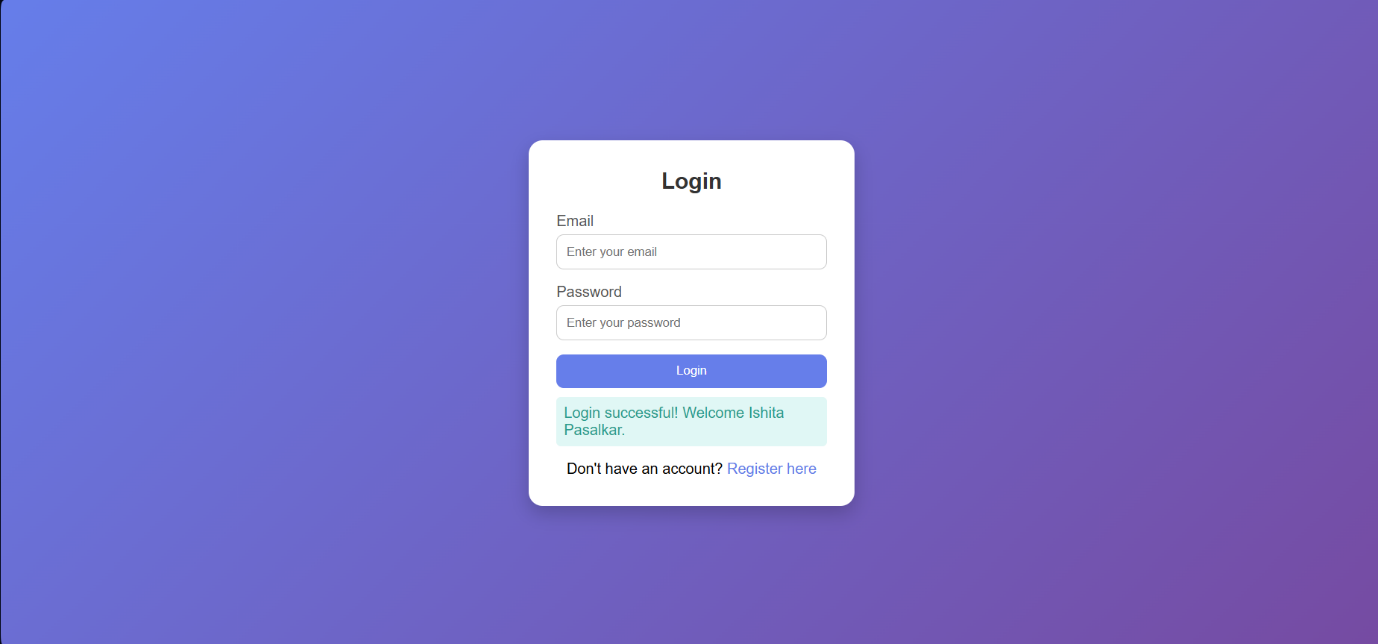 Login
Email
Enter your email
Password
Enter your password
Login
Login successful! Welcome Ishita
Pasalkar.
Don't have an account? Register here